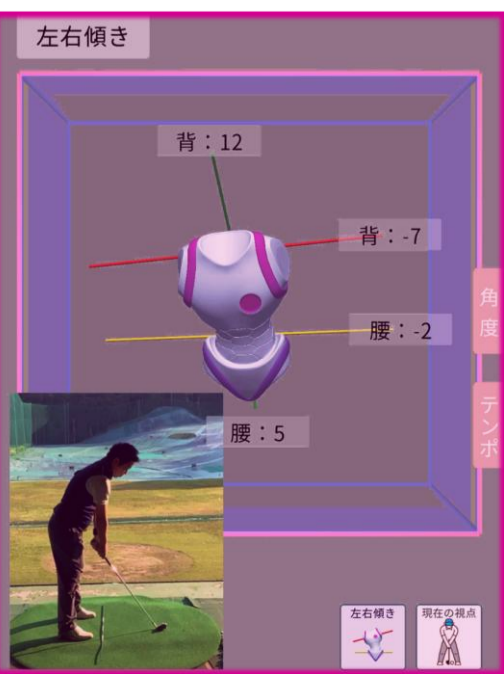 左右傾き
背：12
背：-7
腰：-2
腰：5
角度
テンポ
左右傾き
現在の視点